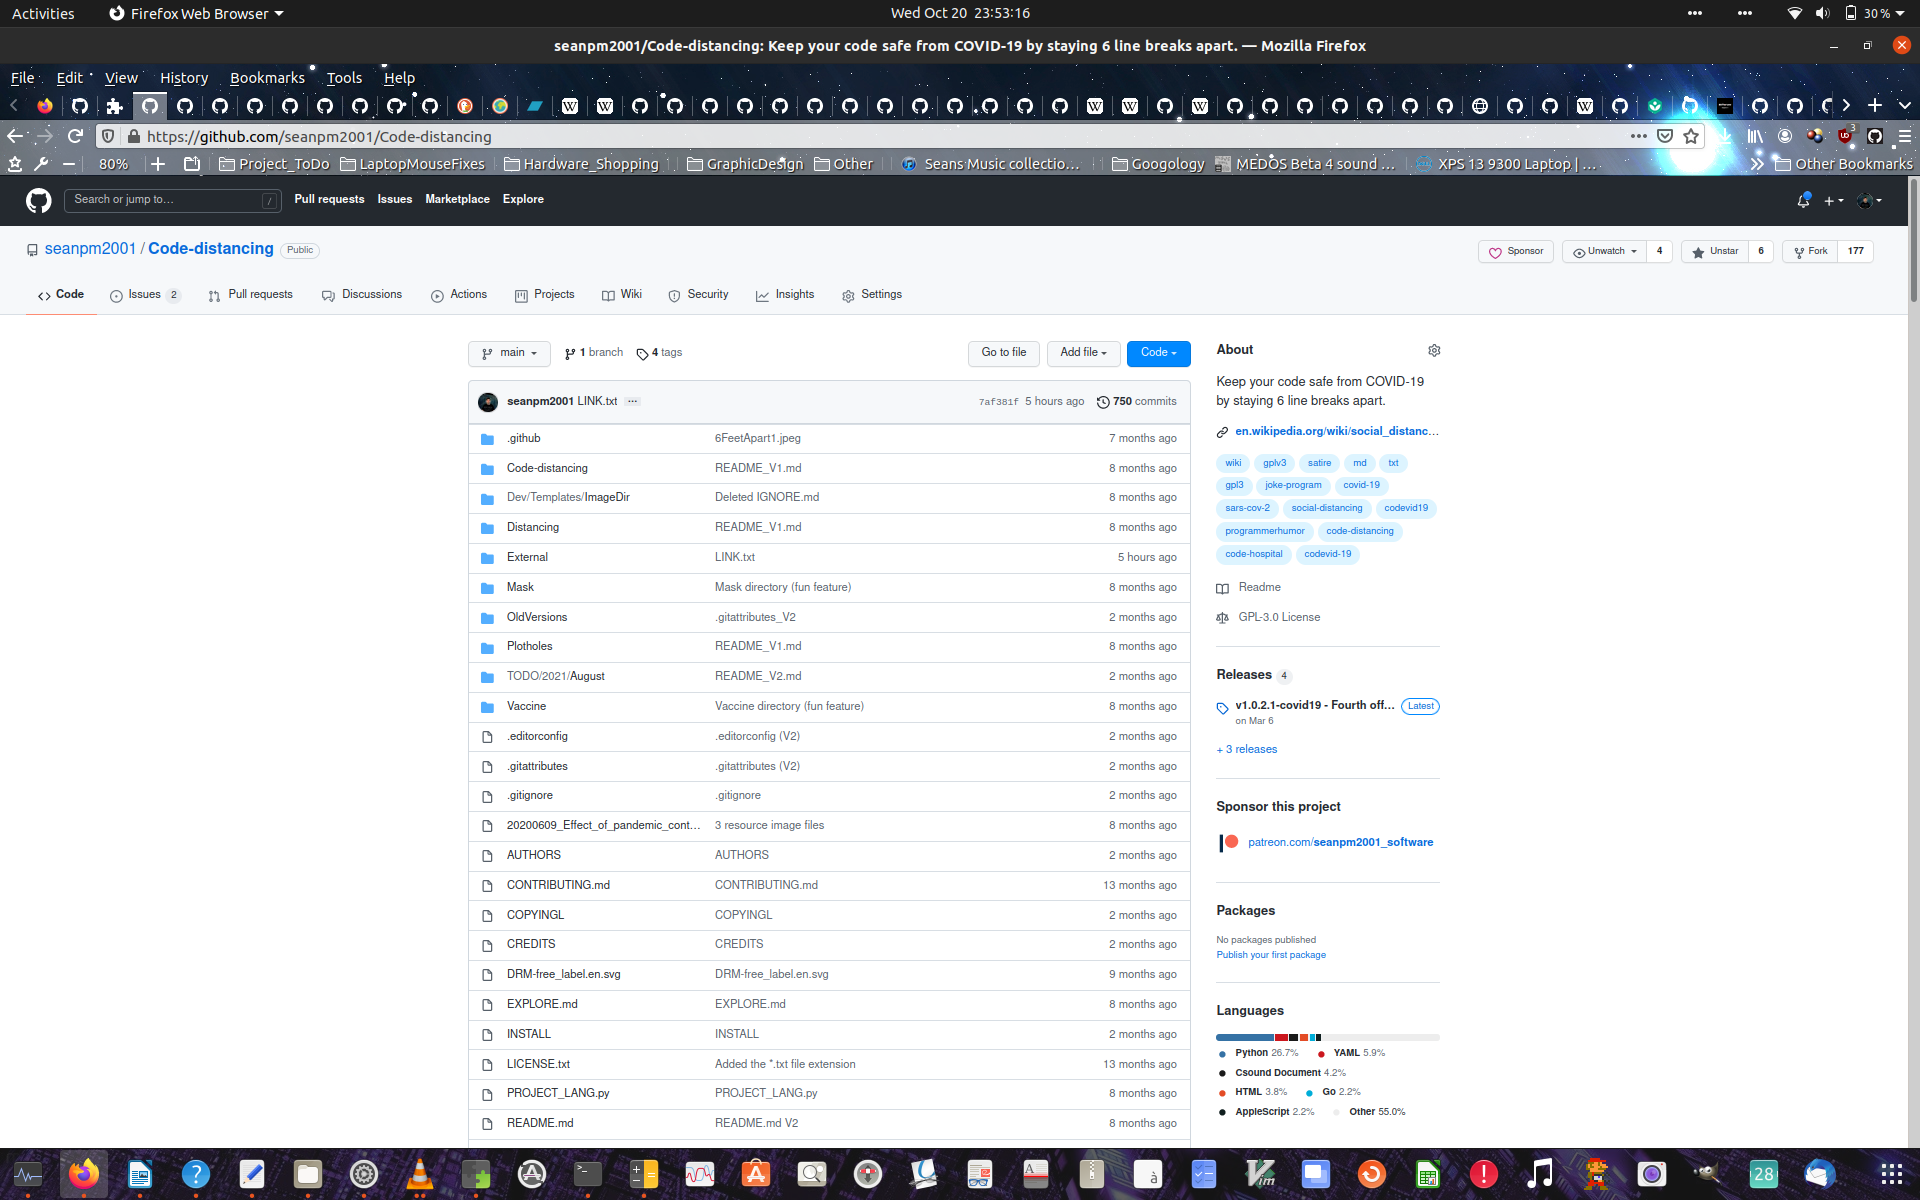 Activities Firefox Web Browser Wed Oct 20 23:53:16 30 %
seanpm2001/Code-distancing: Keep your code safe from COVID-19 by staying 6 line breaks apart. — Mozilla Firefox
File Edit View History Bookmarks Tools Help
https://github.com/seanpm2001/Code-distancing 3
80% Project_ToDo LaptopMouseFixes Hardware_Shopping GraphicDesign Other Seans Music collectio… Googology MEDOS Beta 4 sound … XPS 13 9300 Laptop | … Other Bookmarks
Search or jump to… / Pull requests Issues Marketplace Explore
seanpm2001 / Code-distancing Public Sponsor Unwatch 4 Unstar 6 Fork 177
Code Issues 2 Pull requests Discussions Actions Projects Wiki Security Insights Settings
main 1 branch 4 tags Go to file Add file Code
seanpm2001 LINK.txt ... 7af381f 5 hours ago 750 commits
.github 6FeetApart1.jpeg 7 months ago
Code-distancing README_V1.md 8 months ago
Dev/Templates/ImageDir Deleted IGNORE.md 8 months ago
Distancing README_V1.md 8 months ago
External LINK.txt 5 hours ago
Mask Mask directory (fun feature) 8 months ago
OldVersions .gitattributes_V2 2 months ago
Plotholes README_V1.md 8 months ago
TODO/2021/August README_V2.md 2 months ago
Vaccine Vaccine directory (fun feature) 8 months ago
.editorconfig .editorconfig (V2) 2 months ago
.gitattributes .gitattributes (V2) 2 months ago
.gitignore .gitignore 2 months ago
20200609_Effect_of_pandemic_cont… 3 resource image files 8 months ago
AUTHORS AUTHORS 2 months ago
CONTRIBUTING.md CONTRIBUTING.md 13 months ago
COPYINGL COPYINGL 2 months ago
CREDITS CREDITS 2 months ago
DRM-free_label.en.svg DRM-free_label.en.svg 9 months ago
EXPLORE.md EXPLORE.md 8 months ago
INSTALL INSTALL 2 months ago
LICENSE.txt Added the *.txt file extension 13 months ago
PROJECT_LANG.py PROJECT_LANG.py 8 months ago
README.md README.md V2 8 months ago
About
Keep your code safe from COVID-19
by staying 6 line breaks apart.
en.wikipedia.org/wiki/social_distanc…
wiki gplv3 satire md txt
gpl3 joke-program covid-19
sars-cov-2 social-distancing codevid19
programmerhumor code-distancing
code-hospital codevid-19
Readme
GPL-3.0 License
Releases 4
v1.0.2.1-covid19 - Fourth off… Latest
on Mar 6
+ 3 releases
Sponsor this project
patreon.com/seanpm2001_software
Packages
No packages published
Publish your first package
Languages
Python 26.7% YAML 5.9%
Csound Document 4.2%
HTML 3.8% Go 2.2%
AppleScript 2.2% Other 55.0%
28